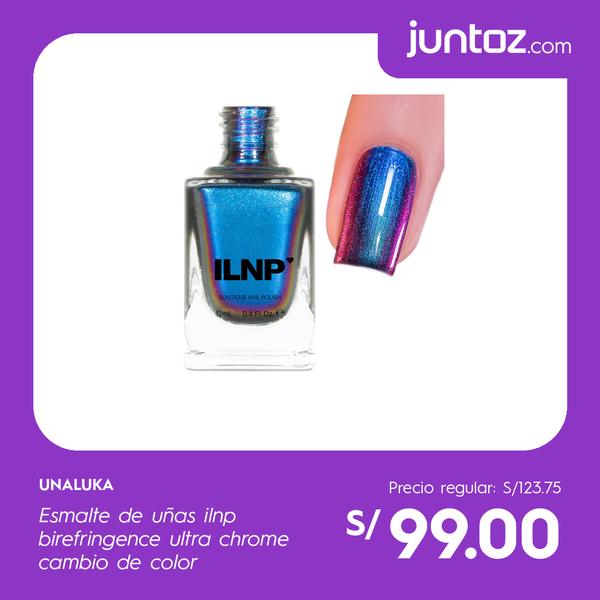 juntoz.com
ILNP
BOUTIQUE NAIL POLISH
12mL 0.4 Fl. Oz. ℮
UNALUKA
Esmalte de uñas ilnp
birefringence ultra chrome
cambio de color
Precio regular: S/123.75
S/ 99.00